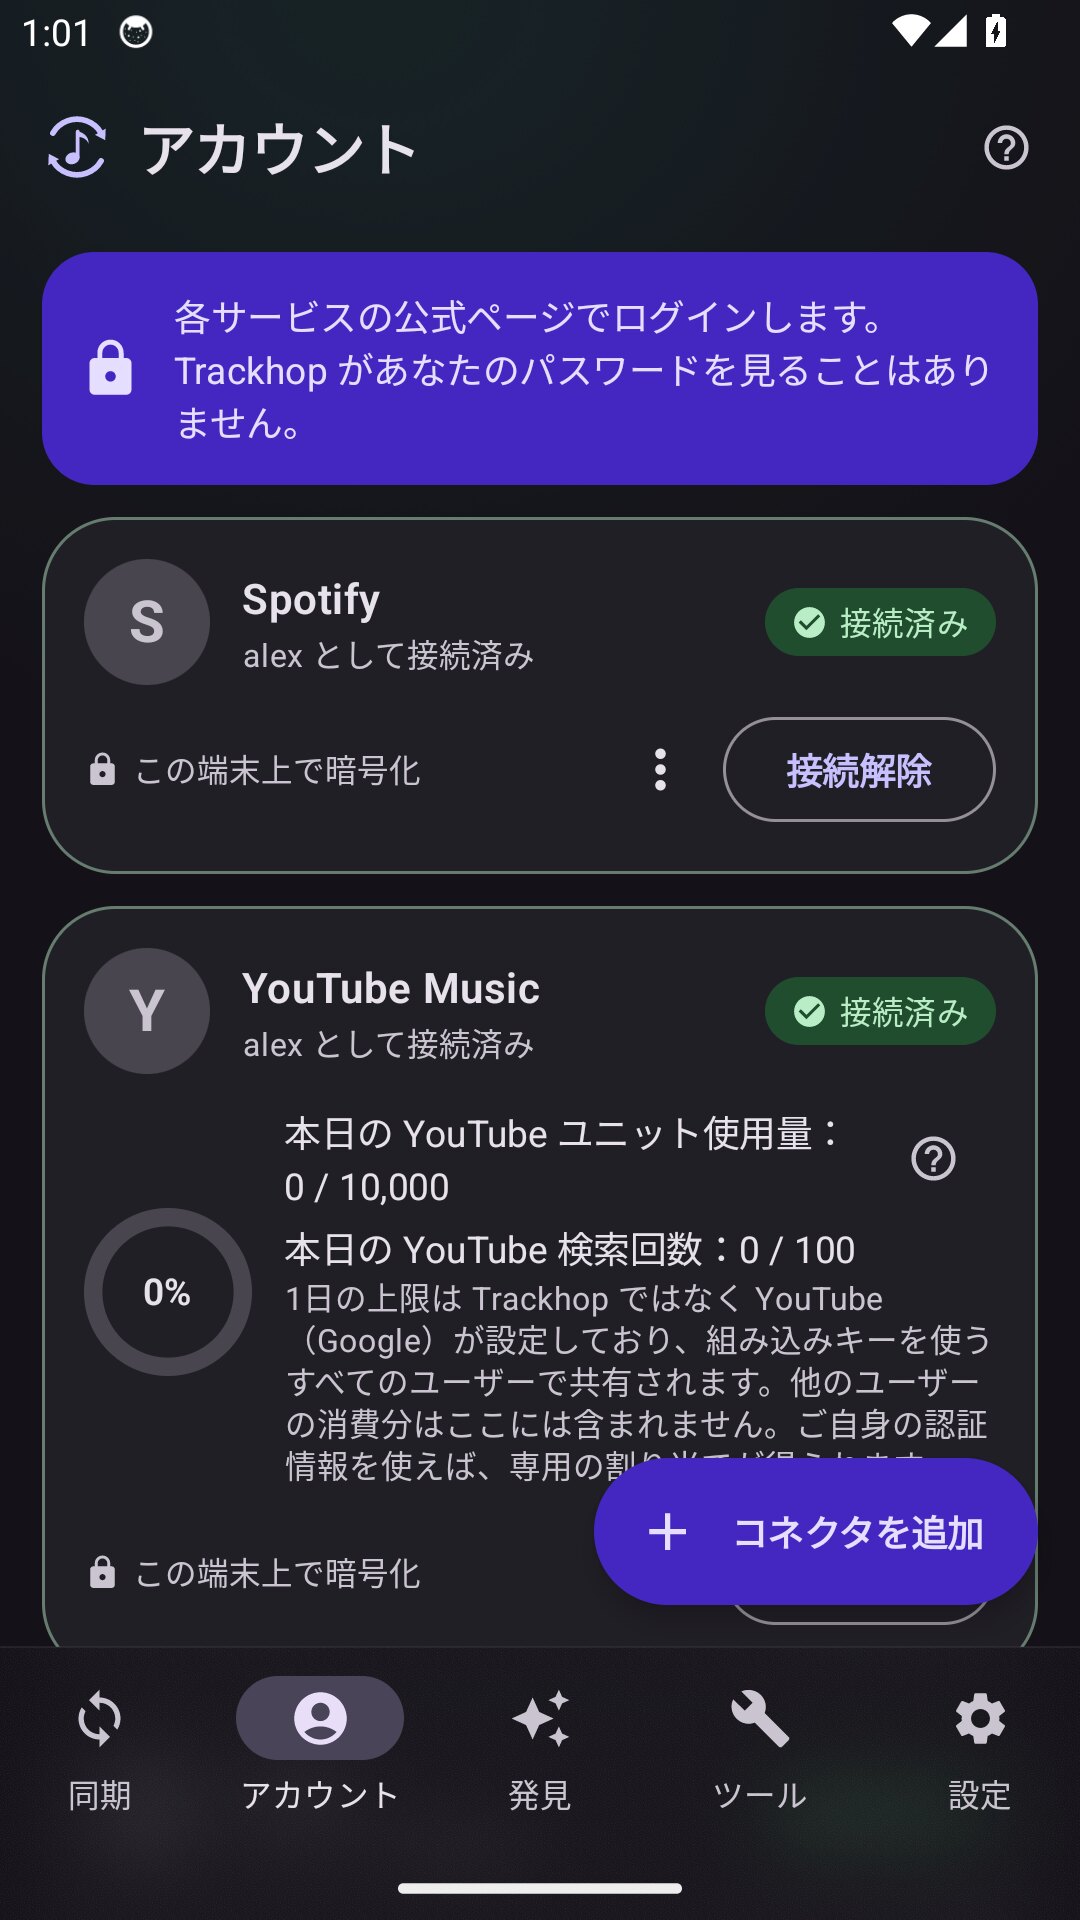 1:01
アカウント
各サービスの公式ページでログインします。
Trackhop があなたのパスワードを見ることはあり
ません。
S
Spotify
alex として接続済み
接続済み
この端末上で暗号化
接続解除
Y
YouTube Music
alex として接続済み
接続済み
本日の YouTube ユニット使用量：
0 / 10,000
本日の YouTube 検索回数：0 / 100
0%
1日の上限は Trackhop ではなく YouTube
（Google）が設定しており、組み込みキーを使う
すべてのユーザーで共有されます。他のユーザー
の消費分はここには含まれません。ご自身の認証
情報を使えば、専用の割り当てが得られます
コネクタを追加
この端末上で暗号化
同期
アカウント
発見
ツール
設定